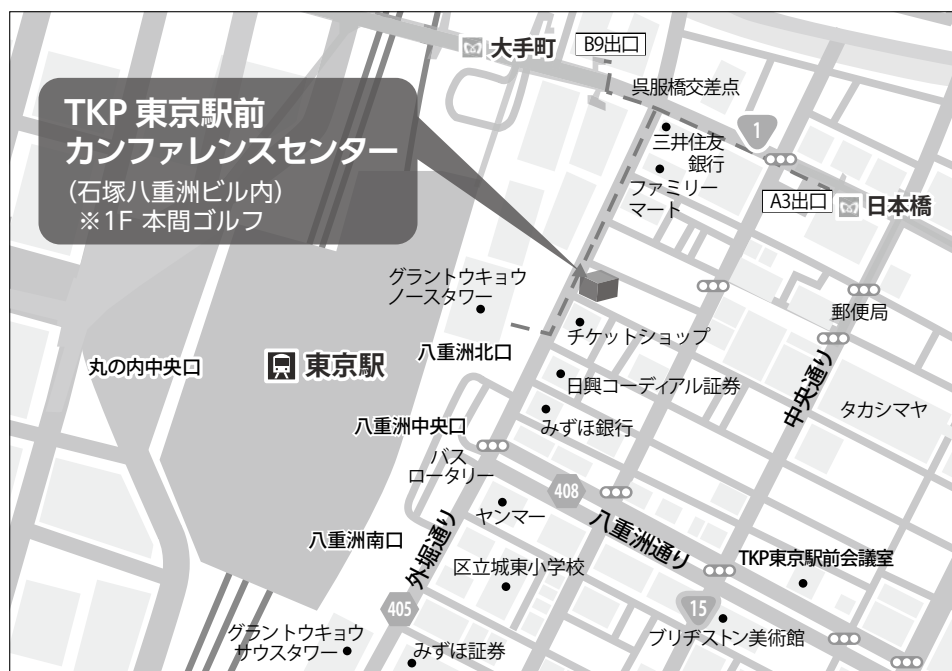 大手町
B9出口
呉服橋交差点
TKP 東京駅前
カンファレンスセンター
(石塚八重洲ビル内)
※1F 本間ゴルフ
1
三井住友
銀行
ファミリー
マート
A3出口
日本橋
グラントウキョウ
ノースタワー
チケットショップ
郵便局
八重洲北口
丸の内中央口
東京駅
日興コーディアル証券
中央通り
タカシマヤ
みずほ銀行
八重洲中央口
バス
ロータリー
408
ヤンマー
八重洲通り
八重洲南口
外堀通り
区立城東小学校
TKP東京駅前会議室
405
15
ブリヂストン美術館
グラントウキョウ
サウスタワー
みずほ証券